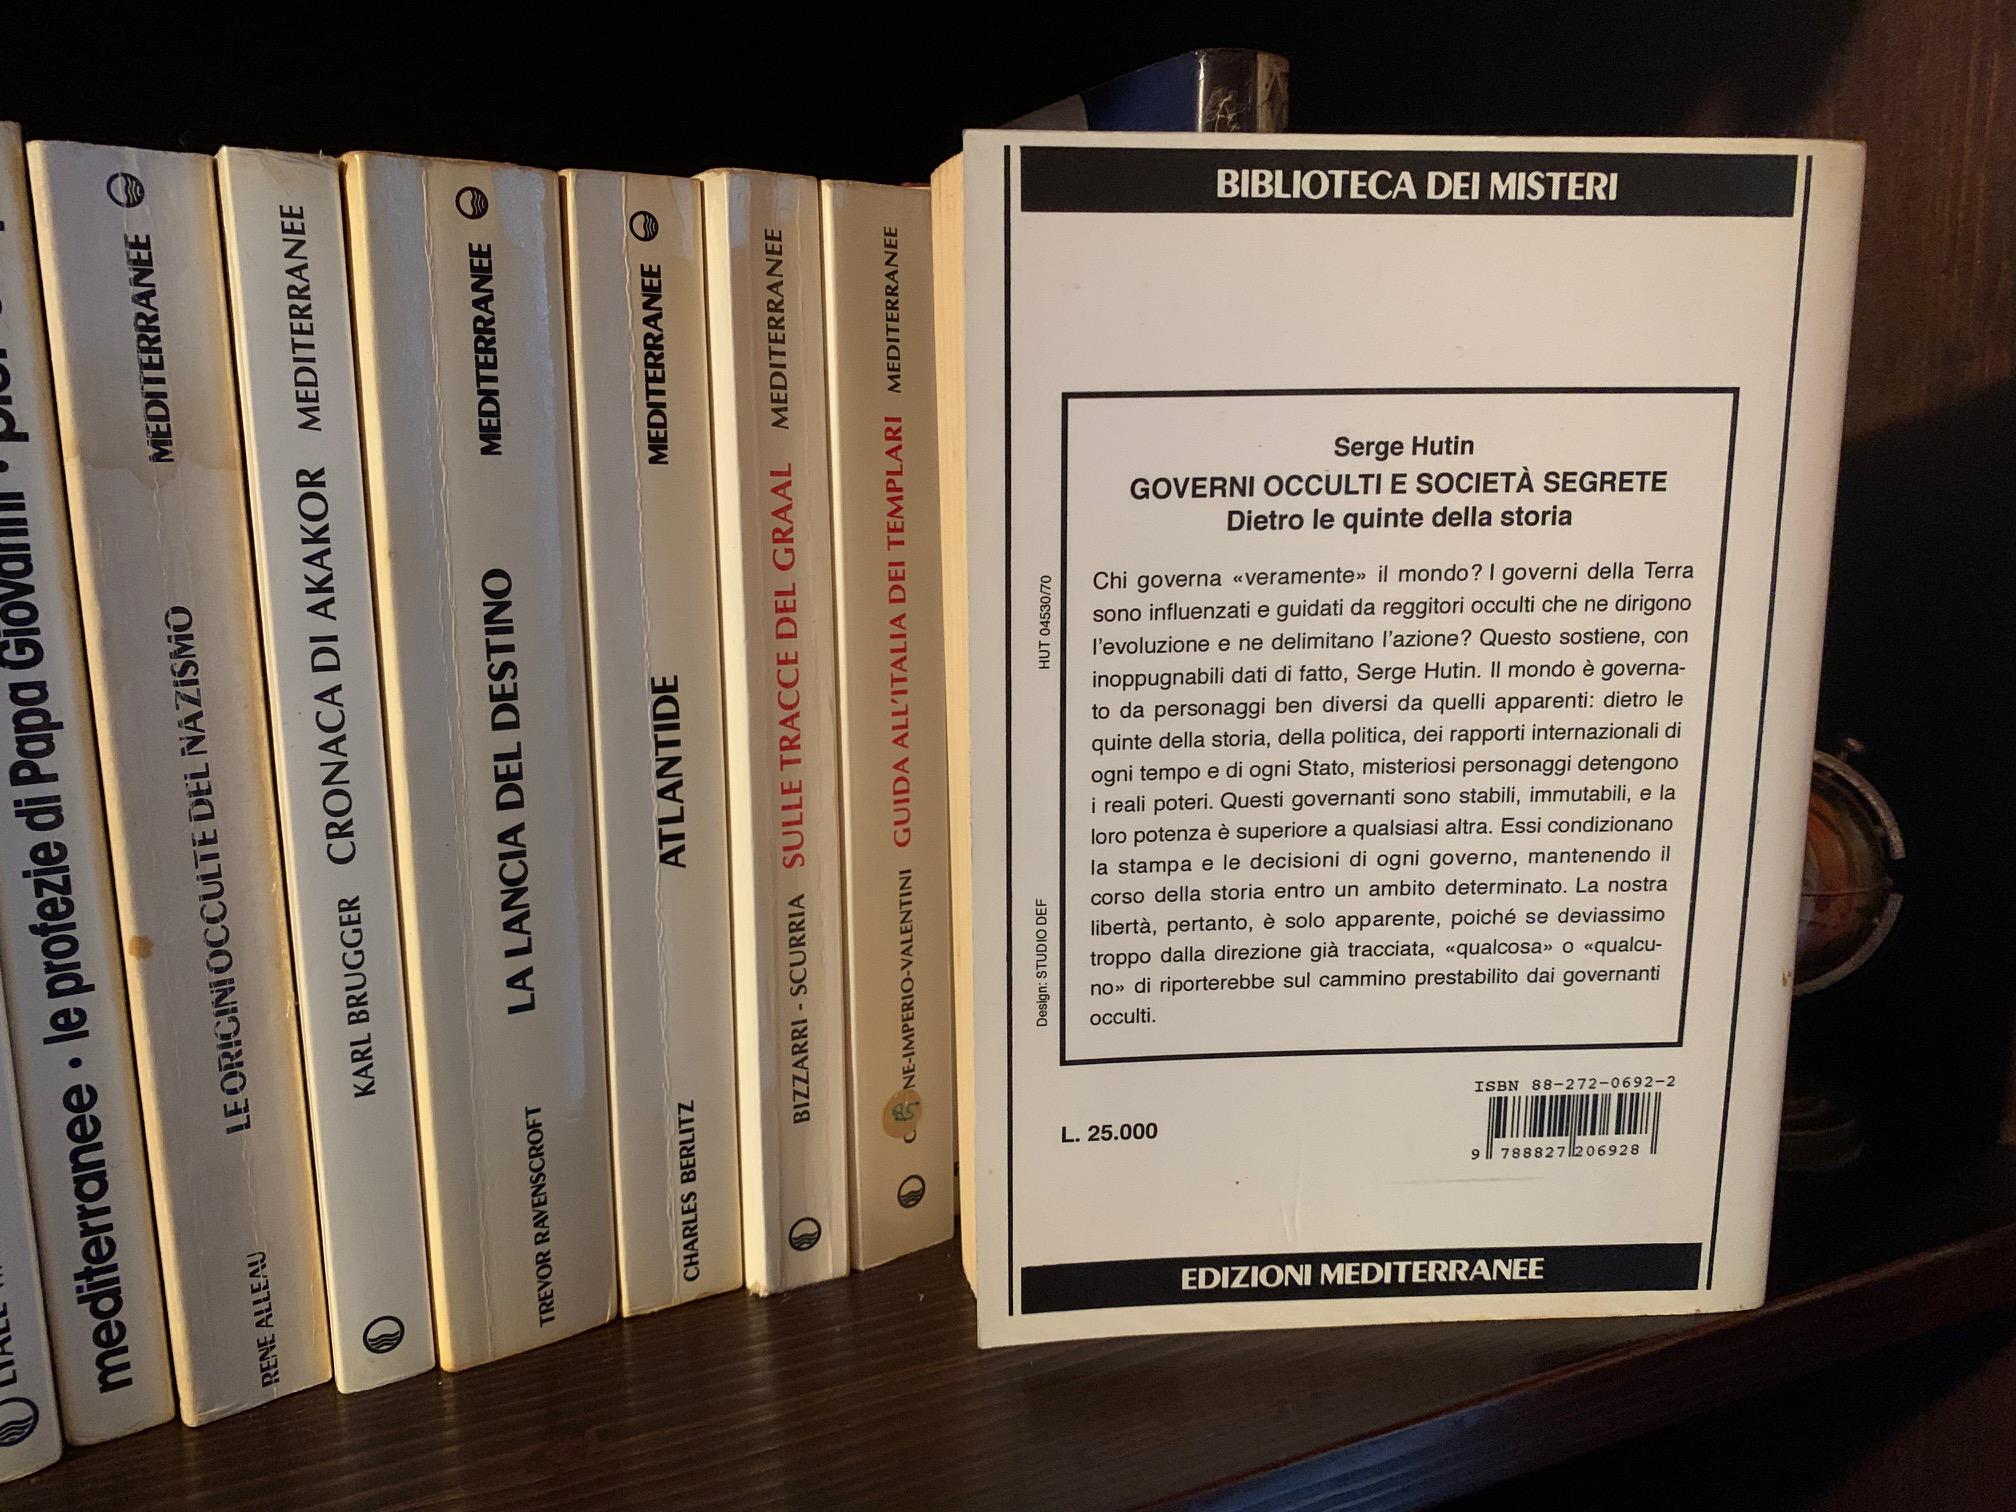 mediterranee • le profezie di Papa Giovanni •
RENE ALLEAU LE ORIGINI OCCULTE DEL NAZISMO MEDITERRANEE
KARL BRUGGER CRONACA DI AKAKOR MEDITERRANEE
TREVOR RAVENSCROFT LA LANCIA DEL DESTINO MEDITERRANEE
CHARLES BERLITZ ATLANTIDE MEDITERRANEE
BIZZARRI - SCURRIA SULLE TRACCE DEL GRAAL MEDITERRANEE
NE-IMPERIO-VALENTINI GUIDA ALL'ITALIA DEI TEMPLARI MEDITERRANEE
BIBLIOTECA DEI MISTERI
Serge Hutin
GOVERNI OCCULTI E SOCIETÀ SEGRETE
Dietro le quinte della storia
Chi governa «veramente» il mondo? I governi della Terra
sono influenzati e guidati da reggitori occulti che ne dirigono
l'evoluzione e ne delimitano l'azione? Questo sostiene, con
inoppugnabili dati di fatto, Serge Hutin. Il mondo è governa-
to da personaggi ben diversi da quelli apparenti: dietro le
quinte della storia, della politica, dei rapporti internazionali di
ogni tempo e di ogni Stato, misteriosi personaggi detengono
i reali poteri. Questi governanti sono stabili, immutabili, e la
loro potenza è superiore a qualsiasi altra. Essi condizionano
la stampa e le decisioni di ogni governo, mantenendo il
corso della storia entro un ambito determinato. La nostra
libertà, pertanto, è solo apparente, poiché se deviassimo
troppo dalla direzione già tracciata, «qualcosa» o «qualcu-
no» di riporterebbe sul cammino prestabilito dai governanti
occulti.
HUT 04530/70
Design: STUDIO DEF
L. 25.000
ISBN 88-272-0692-2
9 788827 206928
EDIZIONI MEDITERRANEE